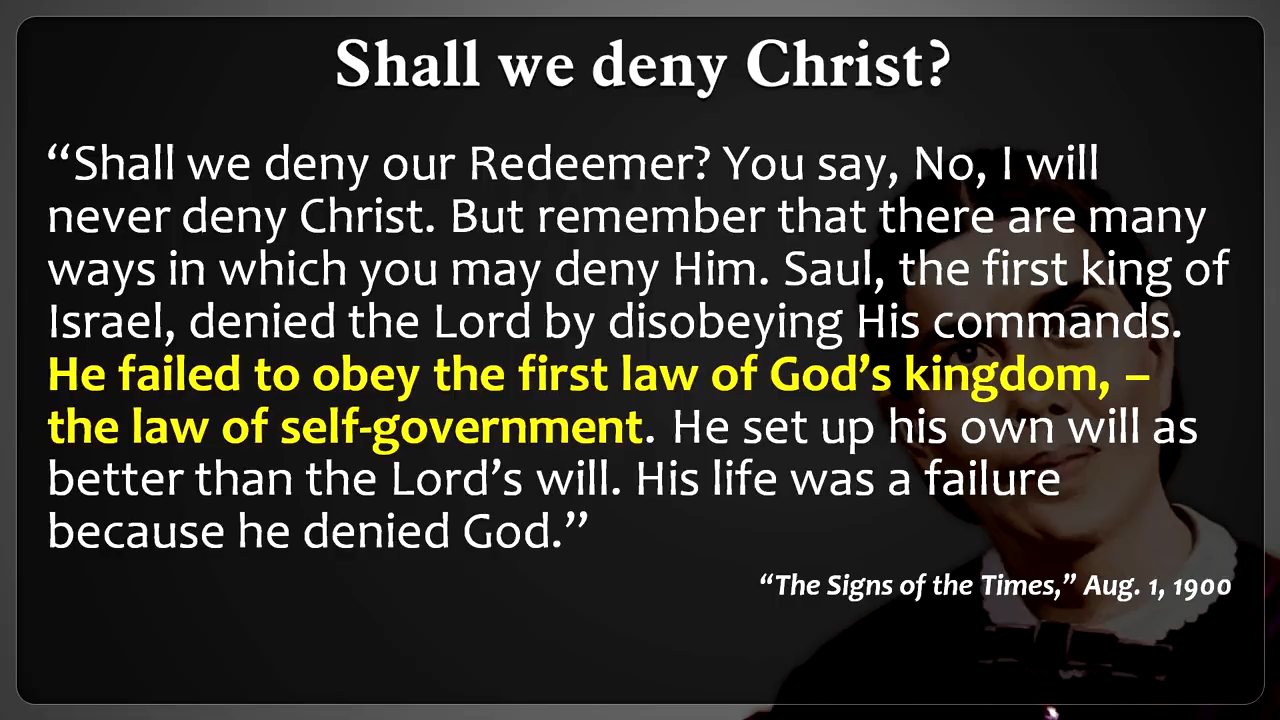 Shall we deny Christ?
“Shall we deny our Redeemer? You say, No, I will
never deny Christ. But remember that there are many
ways in which you may deny Him. Saul, the first king of
Israel, denied the Lord by disobeying His commands.
He failed to obey the first law of God’s kingdom, –
the law of self-government. He set up his own will as
better than the Lord’s will. His life was a failure
because he denied God.”
“The Signs of the Times,” Aug. 1, 1900